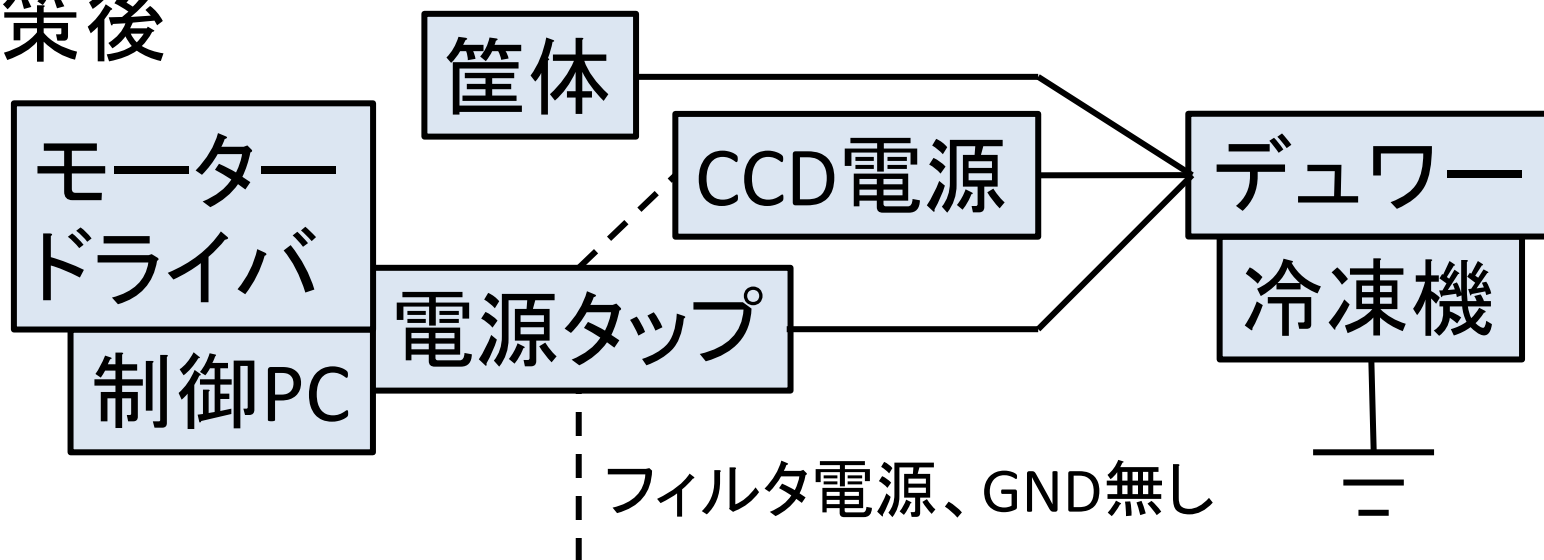 策後
筐体
モーター
ドライバ
CCD電源
デュワー
電源タップ
冷凍機
制御PC
フィルタ電源、GND無し